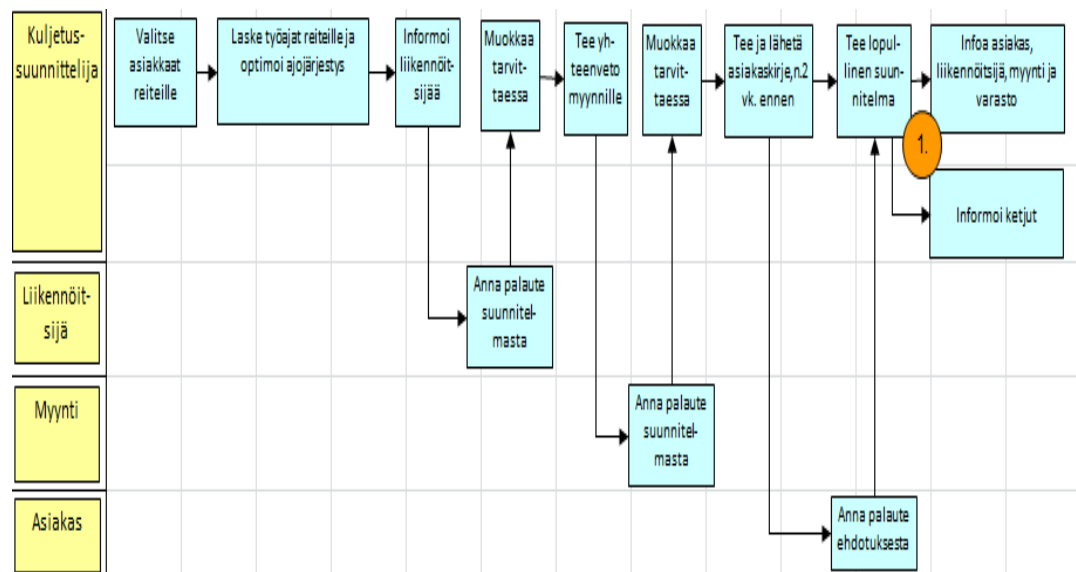 Kuljetus-
suunnittelija
Valitse
asiakkaat
reiteille
Laske työajat reiteille ja
optimoi ajojärjestys
Informoi
liikennöit-
sijää
Muokkaa
tarvit-
taessa
Tee yh-
teenveto
myynnille
Muokkaa
tarvit-
taessa
Tee ja lähetä
asiakaskirje,n.2
vk. ennen
Tee lopul-
linen suun-
nitelma
Infoa asiakas,
liikennöitsijä, myynti ja
varasto
1.
Informoi ketjut
Liikennöit-
sijä
Anna palaute
suunnitel-
masta
Myynti
Anna palaute
suunnitel-
masta
Asiakas
Anna palaute
ehdotuksesta